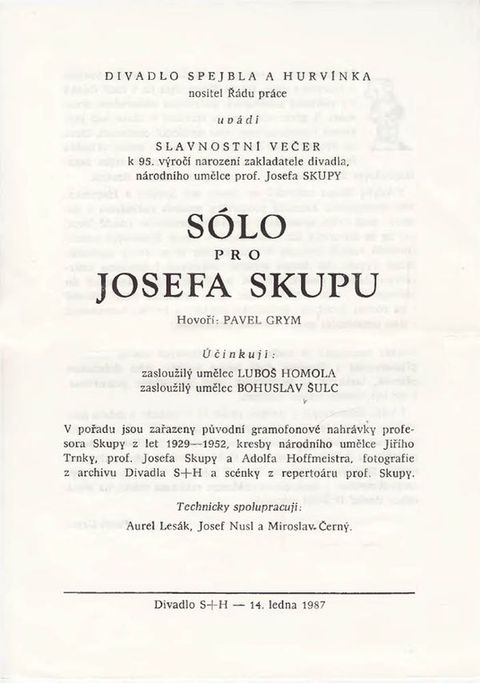 DIVADLO SPEJBLA A HURVÍNKA
nositel Řádu práce
uvádí
SLAVNOSTNÍ VEČER
k 95. výročí narození zakladatele divadla,
národního umělce prof. Josefa SKUPY
SÓLO
PRO
JOSEFA SKUPU
Hovoří: PAVEL GRYM
Účinkují:
zasloužilý umělec LUBOŠ HOMOLA
zasloužilý umělec BOHUSLAV ŠULC
V pořadu jsou zařazeny původní gramofonové nahrávky profe-
sora Skupy z let 1929—1952, kresby národního umělce Jiřího
Trnky, prof. Josefa Skupy a Adolfa Hoffmeistra, fotografie
z archivu Divadla S+H a scénky z repertoáru prof. Skupy.
Technicky spolupracují:
Aurel Lesák, Josef Nusl a Miroslav Černý.
Divadlo S+H — 14. ledna 1987